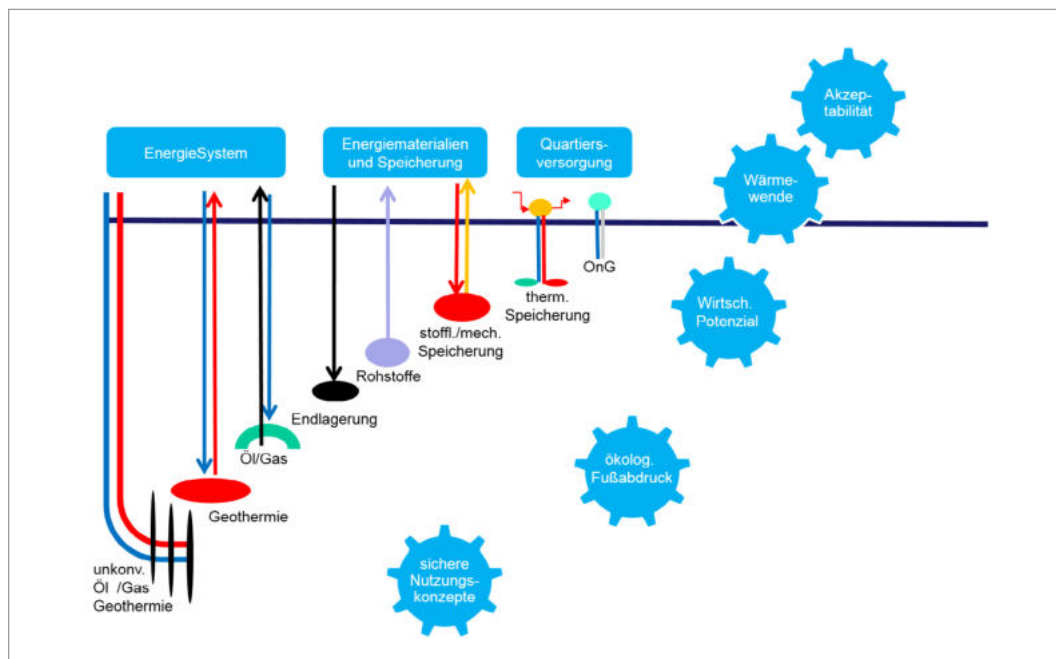 Akzep-
tabilität
EnergieSystem
Energiematerialien
und Speicherung
Quartiers-
versorgung
Wärme-
wende
OnG
therm.
Speicherung
Wirtsch.
Potenzial
stoffl./mech.
Speicherung
Rohstoffe
Endlagerung
Öl/Gas
ökolog.
Fußabdruck
Geothermie
unkonv.
Öl /Gas
Geothermie
sichere
Nutzungs-
konzepte